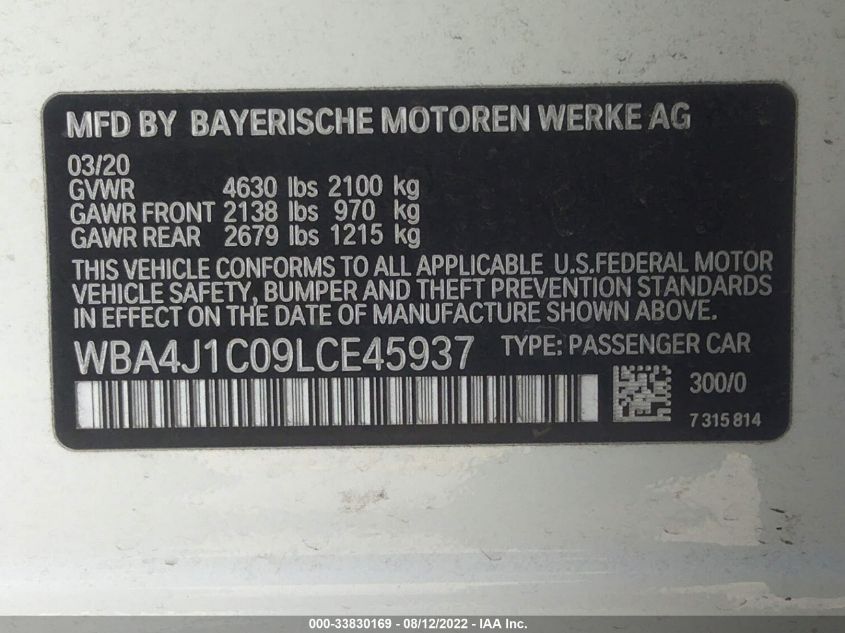 MFD BY BAYERISCHE MOTOREN WERKE AG
03/20
GVWR 4630 lbs 2100 kg
GAWR FRONT 2138 lbs 970 kg
GAWR REAR 2679 lbs 1215 kg
THIS VEHICLE CONFORMS TO ALL APPLICABLE U.S.FEDERAL MOTOR
VEHICLE SAFETY, BUMPER AND THEFT PREVENTION STANDARDS
IN EFFECT ON THE DATE OF MANUFACTURE SHOWN ABOVE.
WBA4J1C09LCE45937 TYPE: PASSENGER CAR
300/0
7 315 814
000-33830169 - 08/12/2022 - IAA Inc.